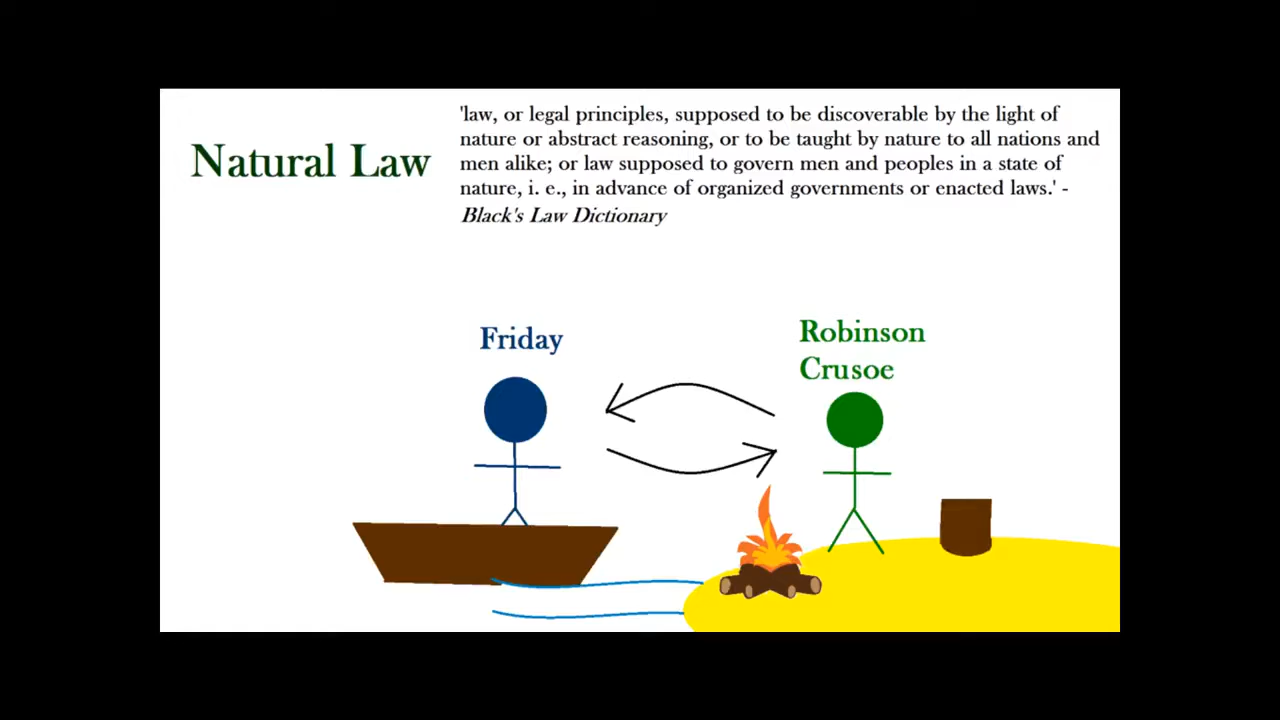 Natural Law
'law, or legal principles, supposed to be discoverable by the light of
nature or abstract reasoning, or to be taught by nature to all nations and
men alike; or law supposed to govern men and peoples in a state of
nature, i. e., in advance of organized governments or enacted laws.' -
Black's Law Dictionary
Friday
Robinson
Crusoe